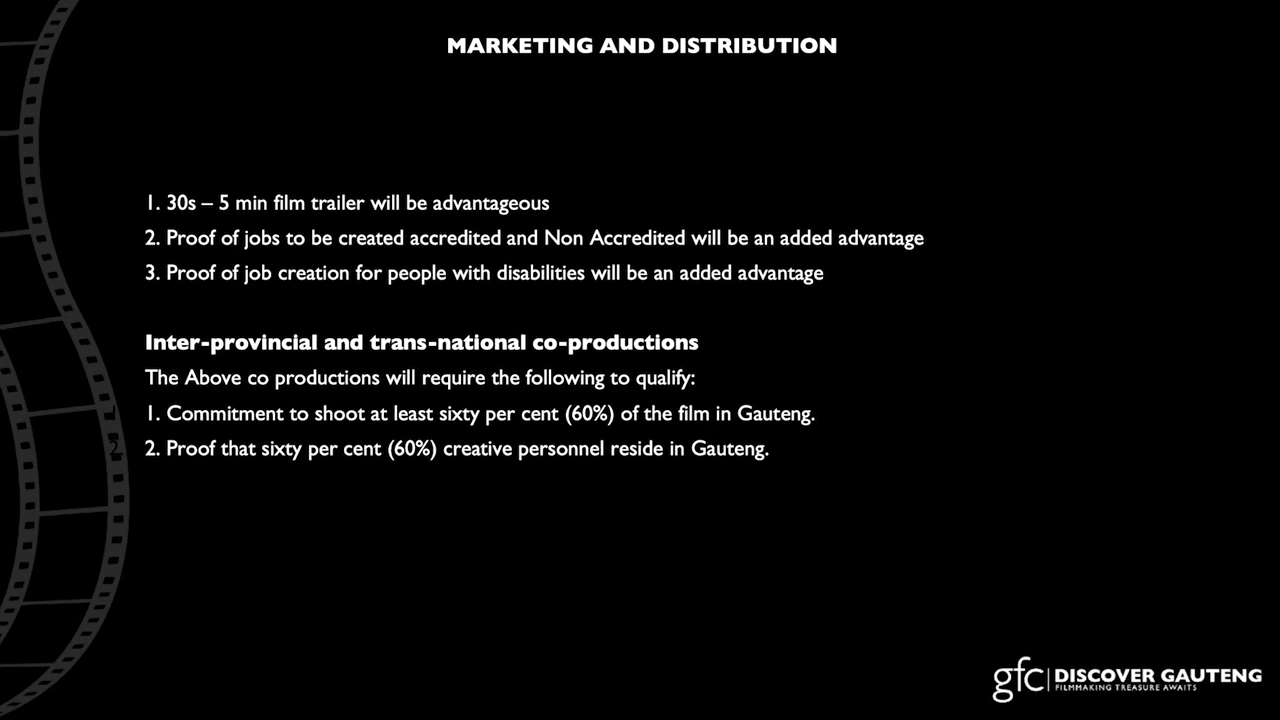 MARKETING AND DISTRIBUTION
1. 30s – 5 min film trailer will be advantageous
2. Proof of jobs to be created accredited and Non Accredited will be an added advantage
3. Proof of job creation for people with disabilities will be an added advantage
Inter-provincial and trans-national co-productions
The Above co productions will require the following to qualify:
1. Commitment to shoot at least sixty per cent (60%) of the film in Gauteng.
2. Proof that sixty per cent (60%) creative personnel reside in Gauteng.
gfc DISCOVER GAUTENG
FILMMAKING TREASURE AWAITS